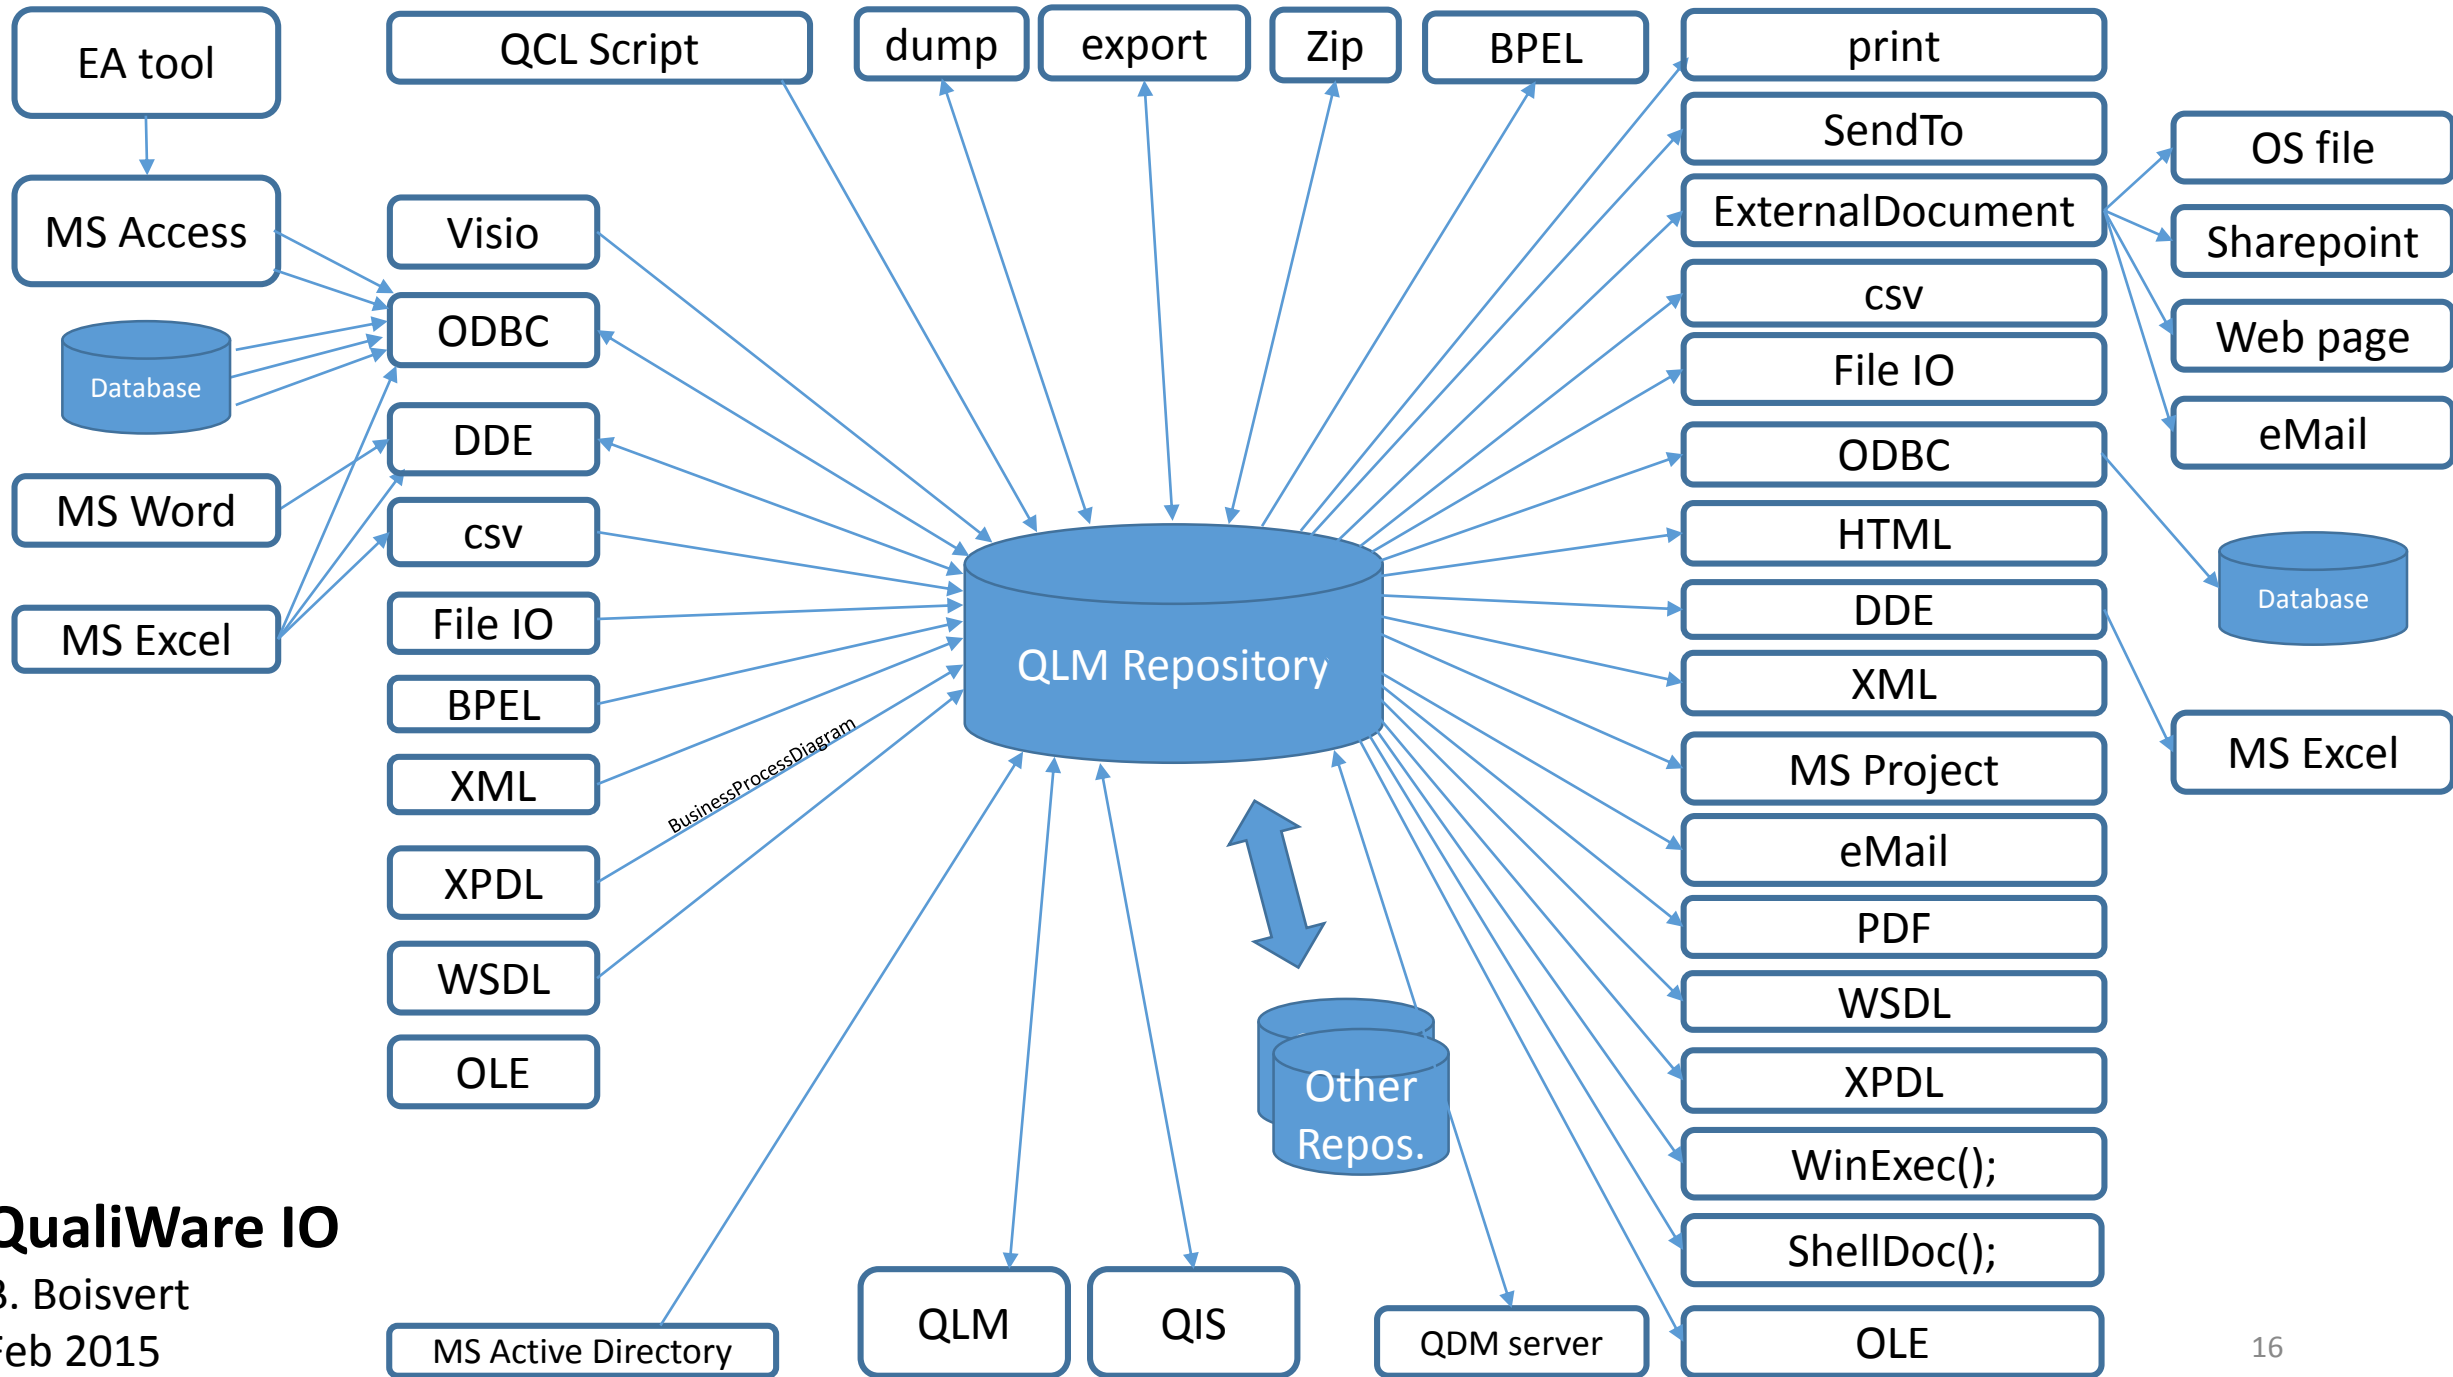 EA tool
QCL Script
dump
export
Zip
BPEL
print
SendTo
ExternalDocument
csv
File IO
ODBC
HTML
DDE
XML
MS Project
eMail
PDF
WSDL
XPDL
WinExec();
ShellDoc();
OLE
OS file
Sharepoint
Web page
eMail
Database
MS Excel
MS Access
Database
MS Word
MS Excel
Visio
ODBC
DDE
csv
File IO
BPEL
XML
XPDL
WSDL
OLE
BusinessProcessDiagram
QLM Repository
Other
Repos.
MS Active Directory
QLM
QIS
QDM server
QualiWare IO
B. Boisvert
Feb 2015
16